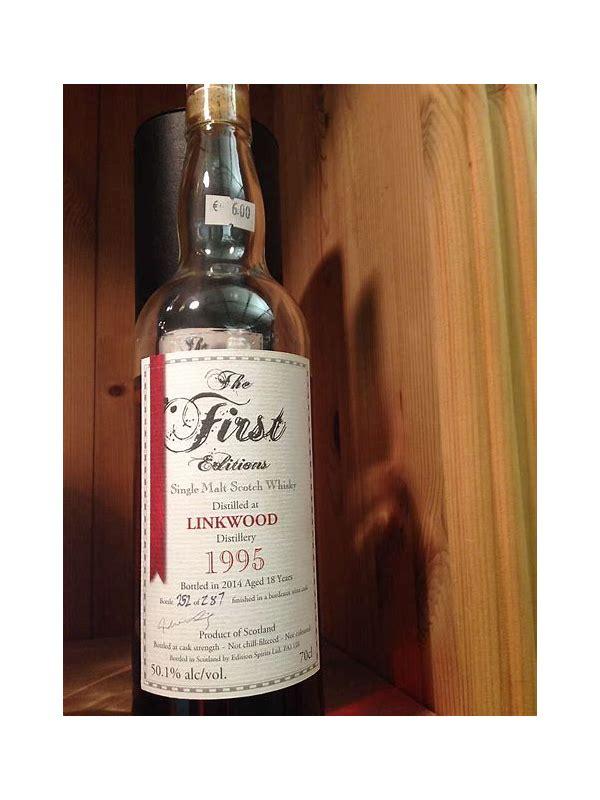 € 6.00
The
The
First
Editions
Single Malt Scotch Whisky
Distilled at
LINKWOOD
Distillery
1995
Bottled in 2014 Aged 18 Years
Bottle 252 of 287 finished in a bordeaux wine cask
Product of Scotland
Bottled at cask strength - Not chill-filtered - Not coloured
Bottled in Scotland by Edition Spirits Ltd.
50.1% alc/vol. 70cl